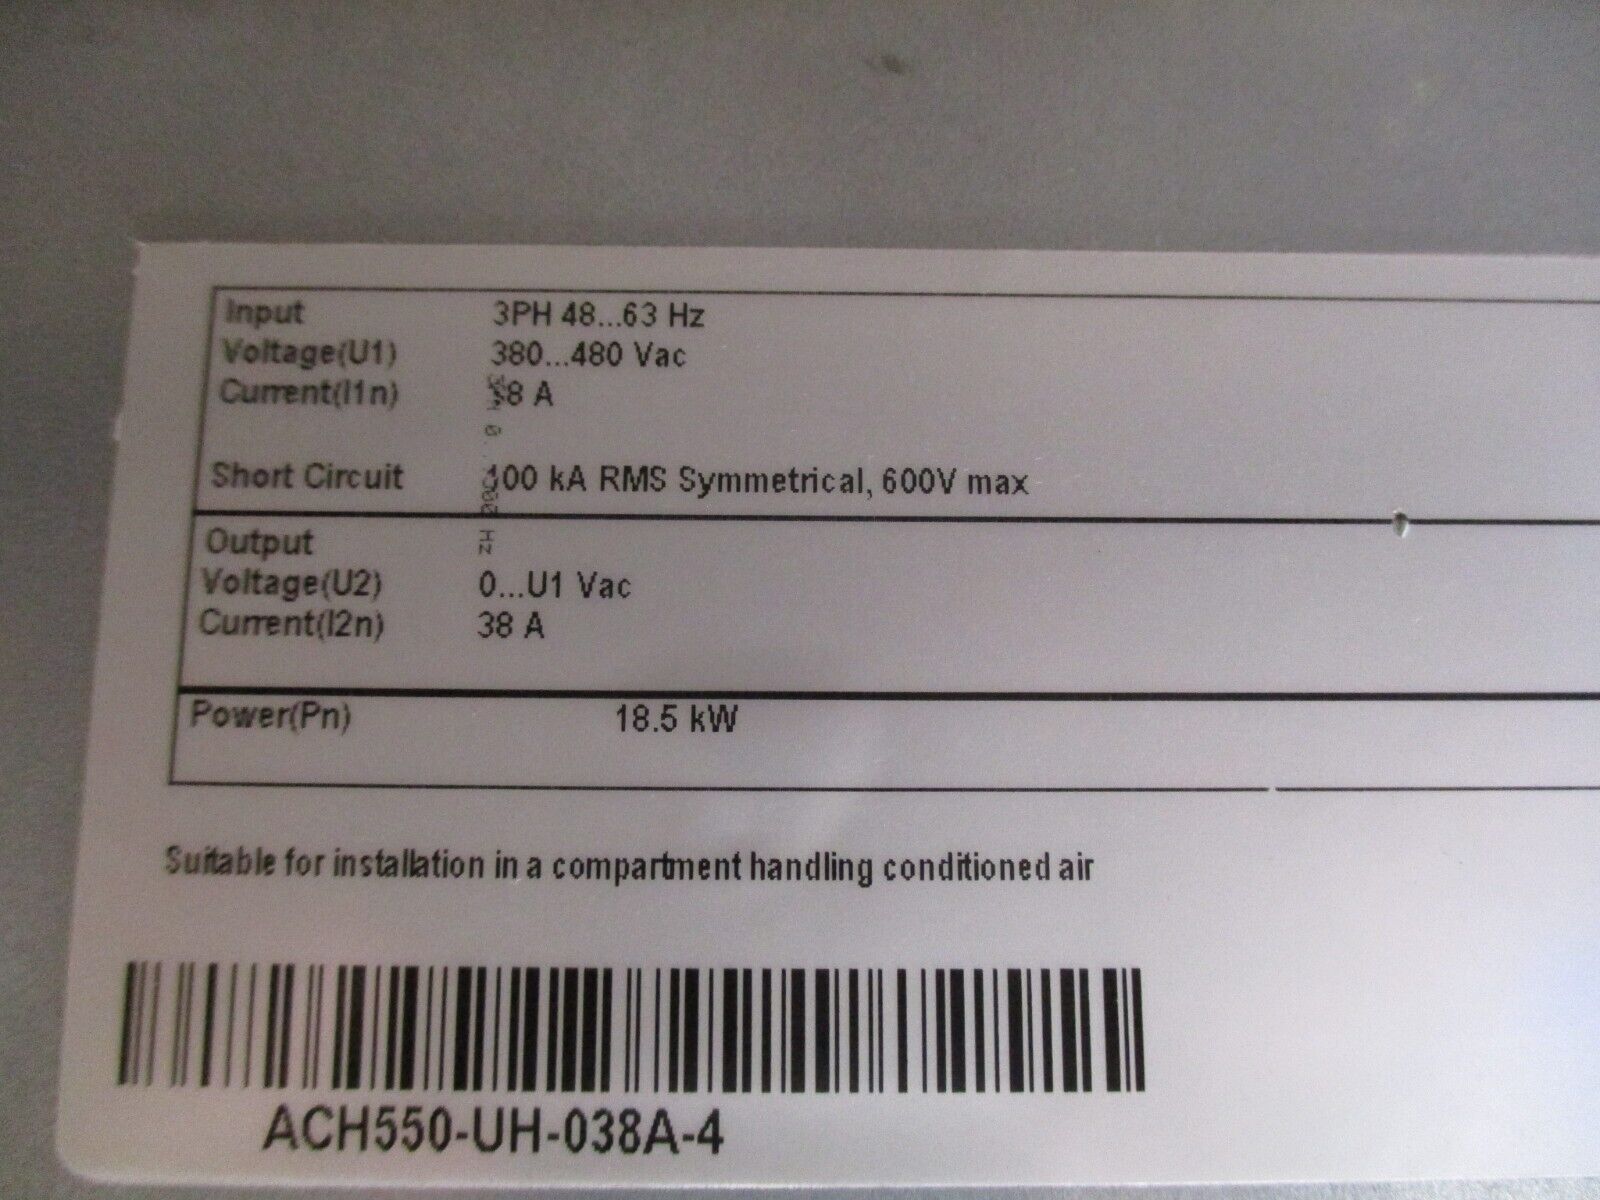 Input 3PH 48...63 Hz
Voltage(U1) 380...480 Vac
Current(I1n) 38 A
Short Circuit 100 kA RMS Symmetrical, 600V max
Output
Voltage(U2) 0...U1 Vac
Current(I2n) 38 A
Power(Pn) 18.5 kW
Suitable for installation in a compartment handling conditioned air
ACH550-UH-038A-4